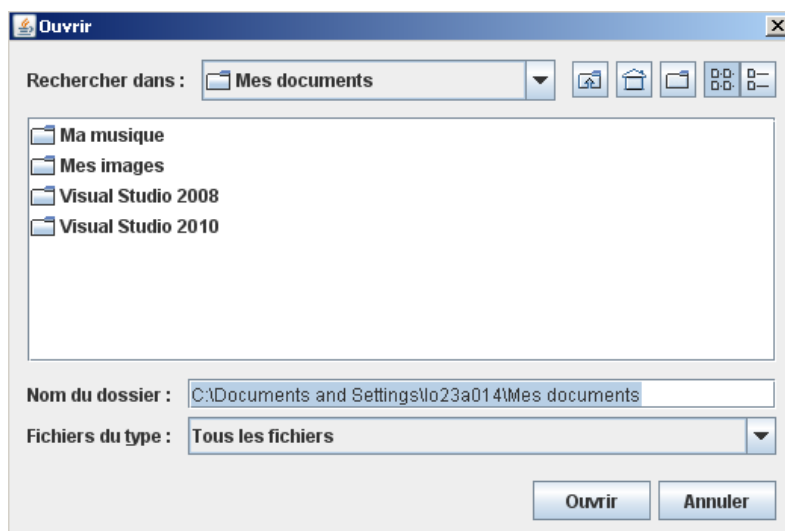 Ouvrir
Rechercher dans : Mes documents
Ma musique
Mes images
Visual Studio 2008
Visual Studio 2010
Nom du dossier : C:\Documents and Settings\lo23a014\Mes documents
Fichiers du type : Tous les fichiers
Ouvrir Annuler